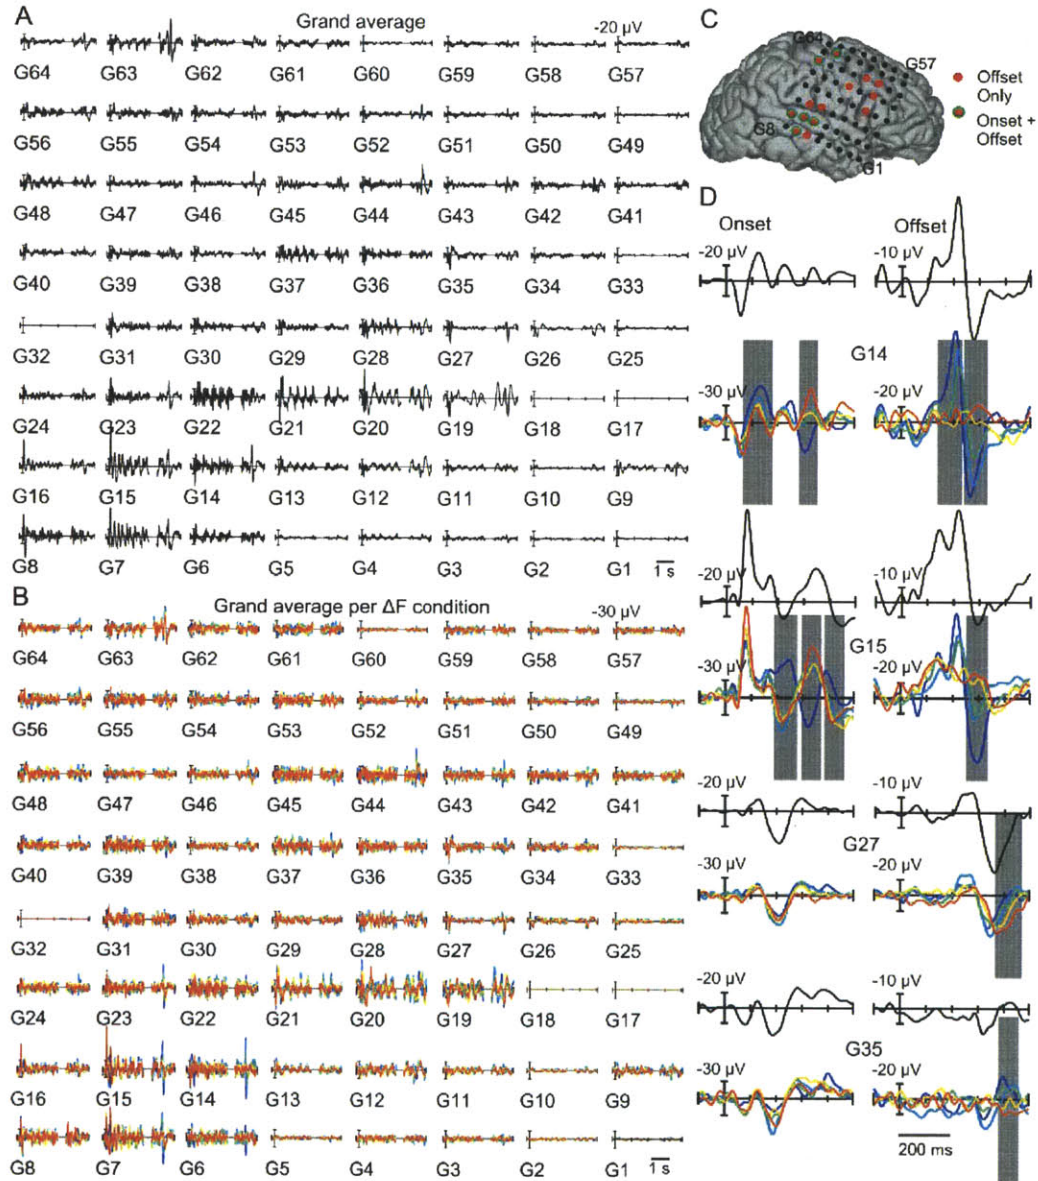 A
Grand average
-20 µV
G64 G63 G62 G61 G60 G59 G58 G57
G56 G55 G54 G53 G52 G51 G50 G49
G48 G47 G46 G45 G44 G43 G42 G41
G40 G39 G38 G37 G36 G35 G34 G33
G32 G31 G30 G29 G28 G27 G26 G25
G24 G23 G22 G21 G20 G19 G18 G17
G16 G15 G14 G13 G12 G11 G10 G9
G8 G7 G6 G5 G4 G3 G2 G1
1 s
B
Grand average per ΔF condition
-30 µV
G64 G63 G62 G61 G60 G59 G58 G57
G56 G55 G54 G53 G52 G51 G50 G49
G48 G47 G46 G45 G44 G43 G42 G41
G40 G39 G38 G37 G36 G35 G34 G33
G32 G31 G30 G29 G28 G27 G26 G25
G24 G23 G22 G21 G20 G19 G18 G17
G16 G15 G14 G13 G12 G11 G10 G9
G8 G7 G6 G5 G4 G3 G2 G1
1 s
C
G64
G57
G8
G1
Offset
Only
Onset +
Offset
D
Onset
Offset
-20 µV
-10 µV
G14
-30 µV
-20 µV
-20 µV
-10 µV
G15
-30 µV
-20 µV
-20 µV
-10 µV
G27
-30 µV
-20 µV
-20 µV
-10 µV
G35
-30 µV
-20 µV
200 ms